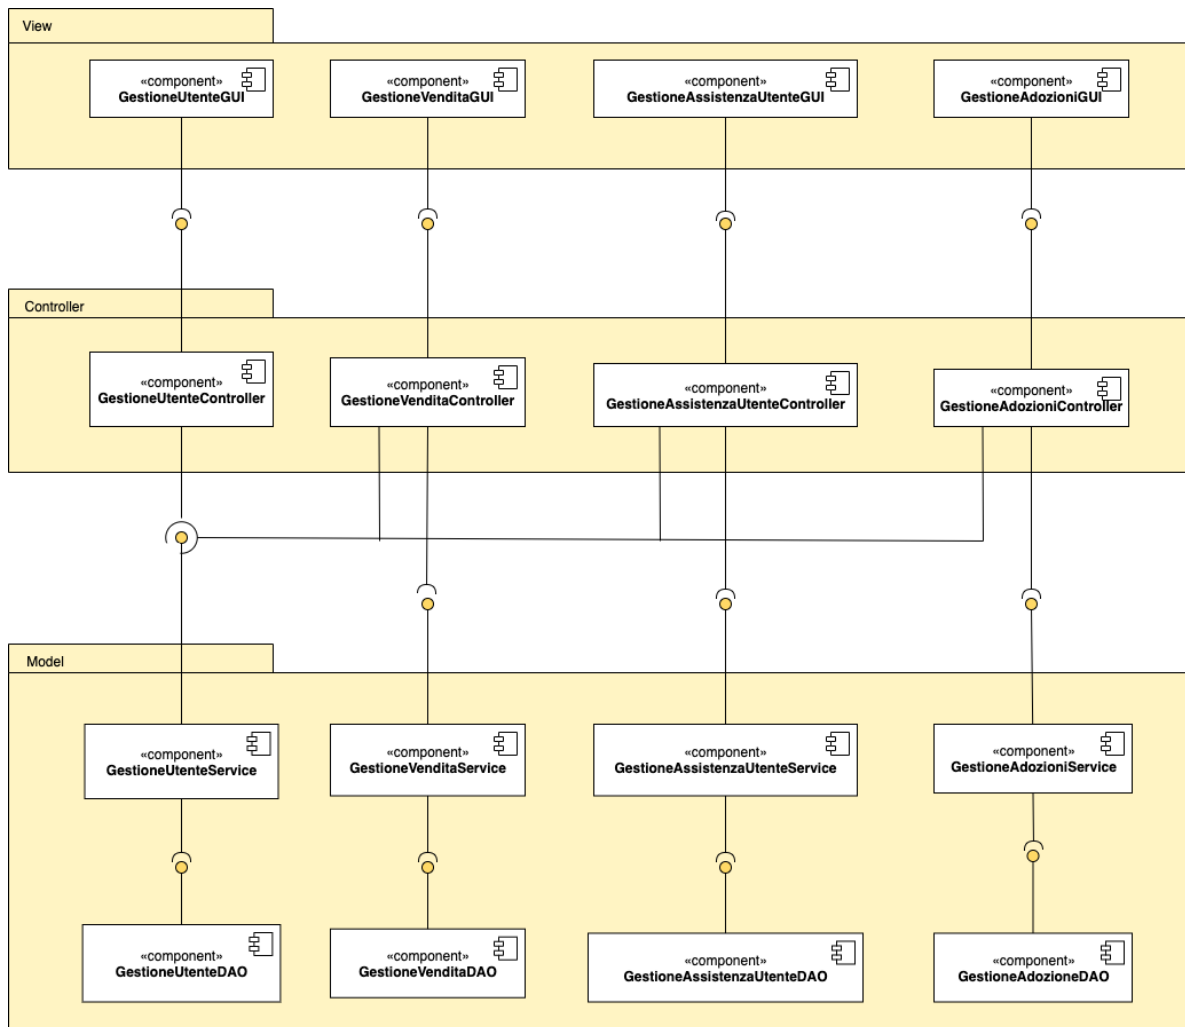 View
«component»
GestioneUtenteGUI
«component»
GestioneVenditaGUI
«component»
GestioneAssistenzaUtenteGUI
«component»
GestioneAdozioniGUI
Controller
«component»
GestioneUtenteController
«component»
GestioneVenditaController
«component»
GestioneAssistenzaUtenteController
«component»
GestioneAdozioniController
Model
«component»
GestioneUtenteService
«component»
GestioneVenditaService
«component»
GestioneAssistenzaUtenteService
«component»
GestioneAdozioniService
«component»
GestioneUtenteDAO
«component»
GestioneVenditaDAO
«component»
GestioneAssistenzaUtenteDAO
«component»
GestioneAdozioneDAO